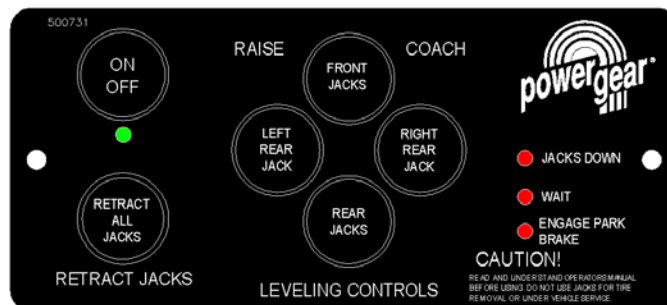 500731
ON
OFF
RAISE COACH
FRONT
JACKS
powergear®
LEFT
REAR
JACK
RIGHT
REAR
JACK
JACKS DOWN
WAIT
RETRACT
ALL
JACKS
REAR
JACKS
ENGAGE PARK
BRAKE
CAUTION!
READ AND UNDERSTAND OPERATORS MANUAL
BEFORE USING. DO NOT USE JACKS FOR TIRE
REMOVAL OR UNDER VEHICLE SERVICE.
RETRACT JACKS
LEVELING CONTROLS